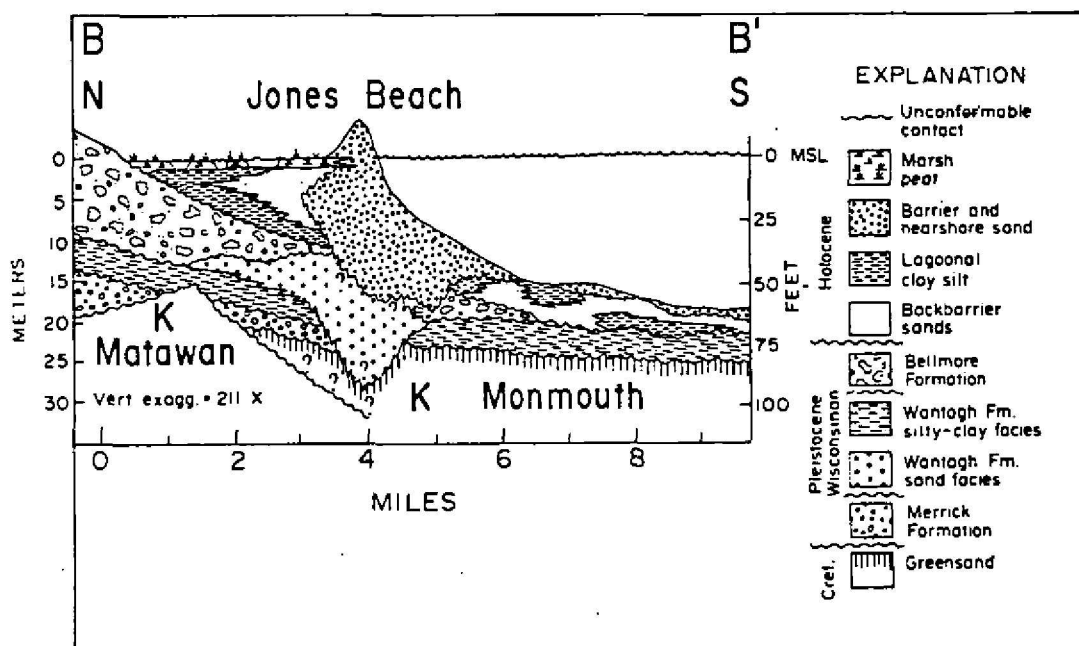 B
B'
N
Jones Beach
S
0
5
10
15
20
25
30
METERS
0 MSL
25
50
75
100
FEET
K
Matawan
K Monmouth
Vert exagg. = 211 X
0 2 4 6 8
MILES
EXPLANATION
Unconformable
contact
Marsh
peat
Barrier and
nearshore sand
Lagoonal
clay silt
Backbarrier
sands
Holocene
Bellmore
Formation
Wantagh Fm.
silty-clay facies
Wantagh Fm.
sand facies
Merrick
Formation
Pleistocene
Wisconsinan
Greensand
Cret.
?
?
?
?
?
?
?